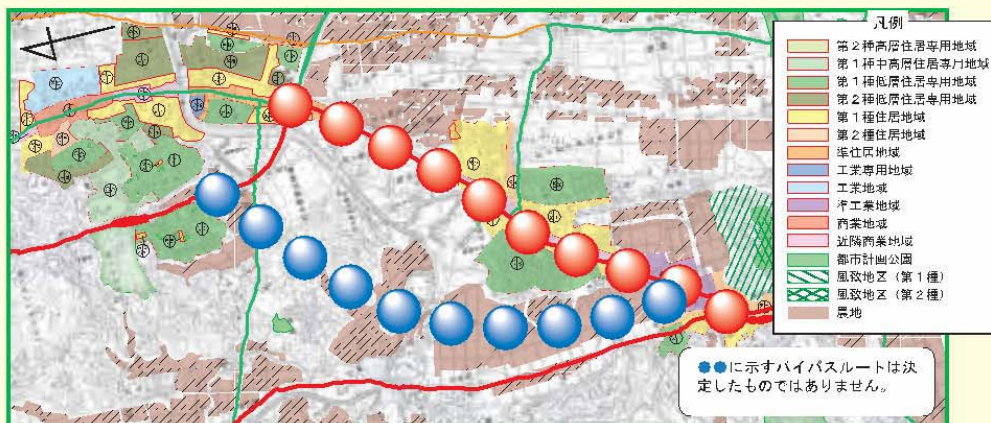 凡例
第2種高層住居専用地域
第1種中高層住居専用地域
第1種低層住居専用地域
第2種低層住居専用地域
第1種住居地域
第2種住居地域
準住居地域
工業専用地域
工業地域
準工業地域
商業地域
近隣商業地域
都市計画公園
風致地区(第1種)
風致地区(第2種)
農地
●●に示すバイパスルートは決
定したものではありません。